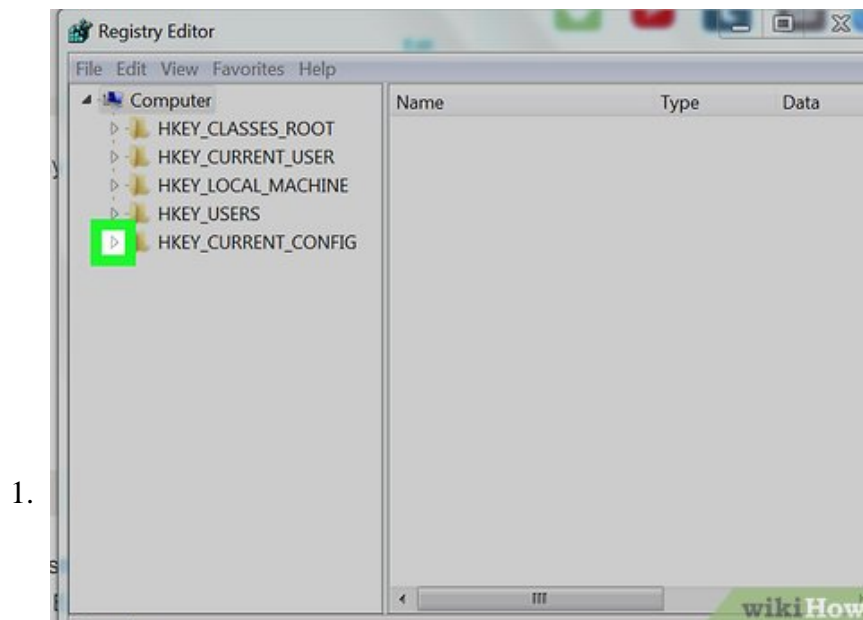 Registry Editor
File Edit View Favorites Help
Computer
HKEY_CLASSES_ROOT
HKEY_CURRENT_USER
HKEY_LOCAL_MACHINE
HKEY_USERS
HKEY_CURRENT_CONFIG
Name Type Data
1.
wikiHow